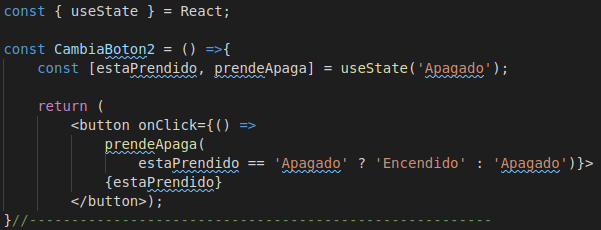 const { useState } = React;
const CambiaBoton2 = () =>{
const [estaPrendido, prendeApaga] = useState('Apagado');
return (
<button onClick={() =>
prendeApaga(
estaPrendido == 'Apagado' ? 'Encendido' : 'Apagado')}>
{estaPrendido}
</button>);
}//-------------------------------------------------------